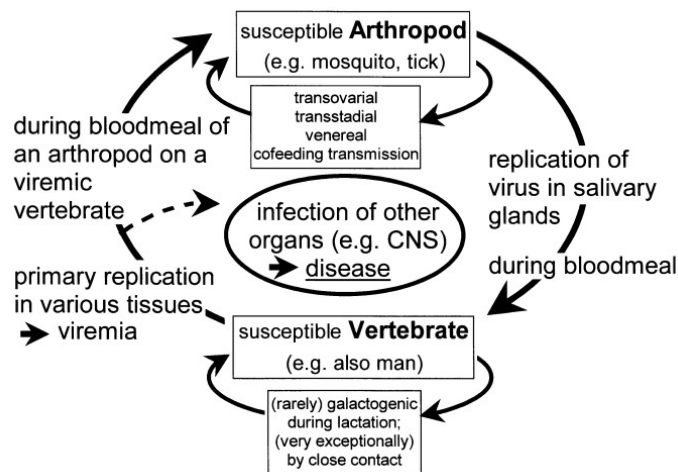 susceptible Arthropod
(e.g. mosquito, tick)
transovarial
transstadial
venereal
cofeeding transmission
during bloodmeal of
an arthropod on a
viremic
vertebrate
replication of
virus in salivary
glands
during bloodmeal
infection of other
organs (e.g. CNS)
disease
primary replication
in various tissues
viremia
susceptible Vertebrate
(e.g. also man)
(rarely) galactogenic
during lactation;
(very exceptionally)
by close contact